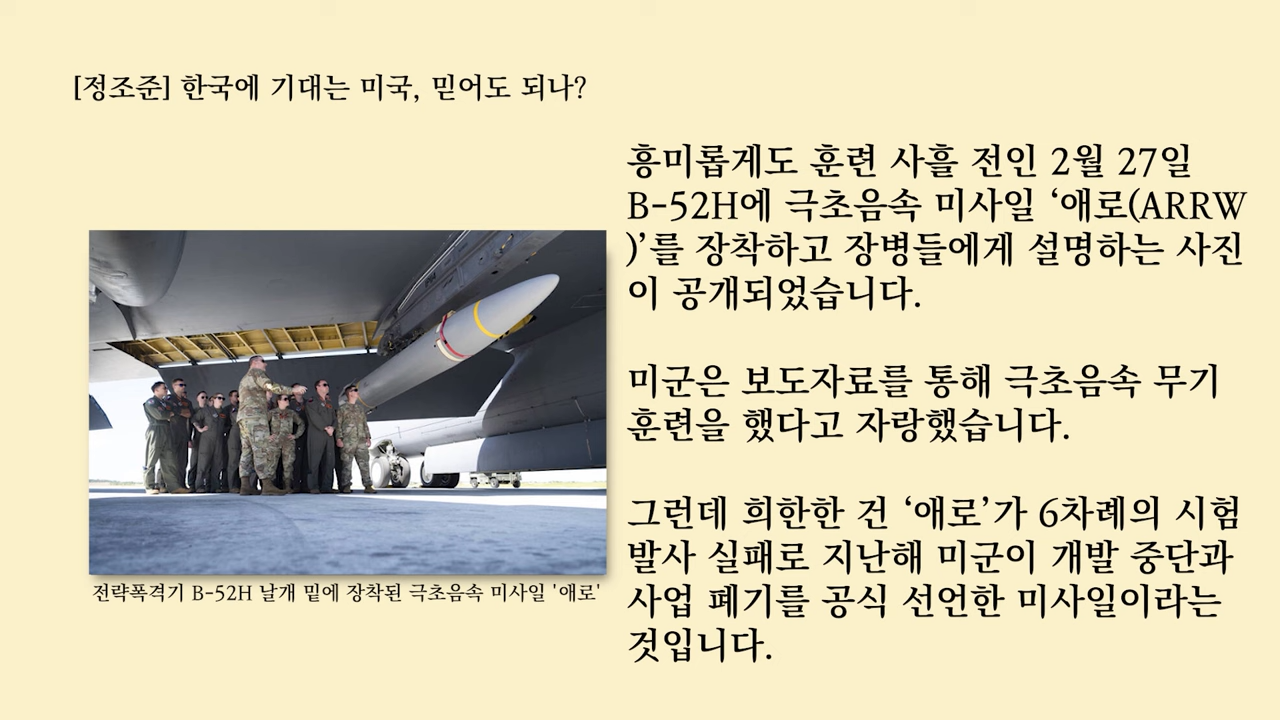 [정조준] 한국에 기대는 미국, 믿어도 되나?
흥미롭게도 훈련 사흘 전인 2월 27일
B-52H에 극초음속 미사일 ‘애로(ARRW
)’를 장착하고 장병들에게 설명하는 사진
이 공개되었습니다.
미군은 보도자료를 통해 극초음속 무기
훈련을 했다고 자랑했습니다.
그런데 희한한 건 ‘애로’가 6차례의 시험
발사 실패로 지난해 미군이 개발 중단과
사업 폐기를 공식 선언한 미사일이라는
것입니다.
전략폭격기 B-52H 날개 밑에 장착된 극초음속 미사일 '애로'